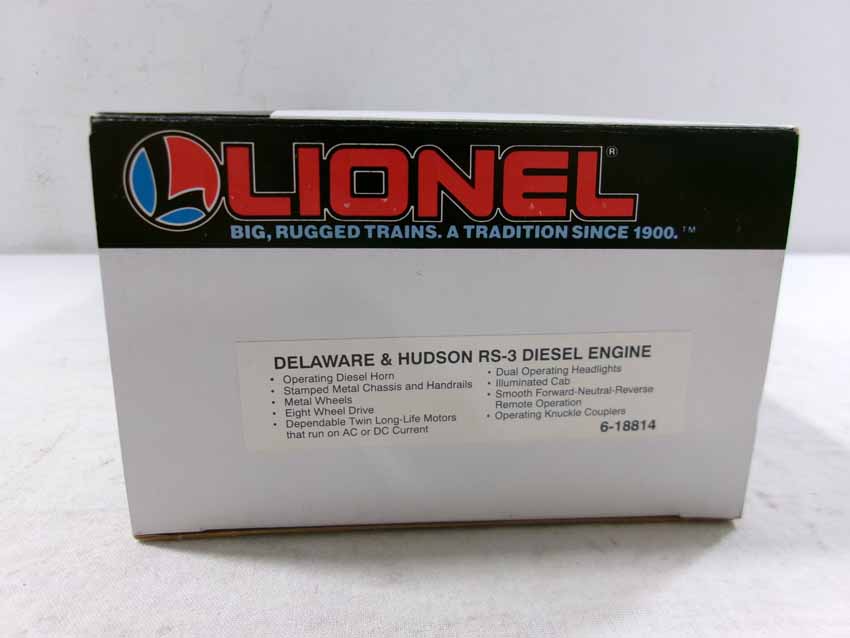 L LIONEL®
BIG, RUGGED TRAINS. A TRADITION SINCE 1900.™
DELAWARE & HUDSON RS-3 DIESEL ENGINE
• Operating Diesel Horn
• Stamped Metal Chassis and Handrails
• Metal Wheels
• Eight Wheel Drive
• Dependable Twin Long-Life Motors
that run on AC or DC Current
• Dual Operating Headlights
• Illuminated Cab
• Smooth Forward-Neutral-Reverse
Remote Operation
• Operating Knuckle Couplers
6-18814